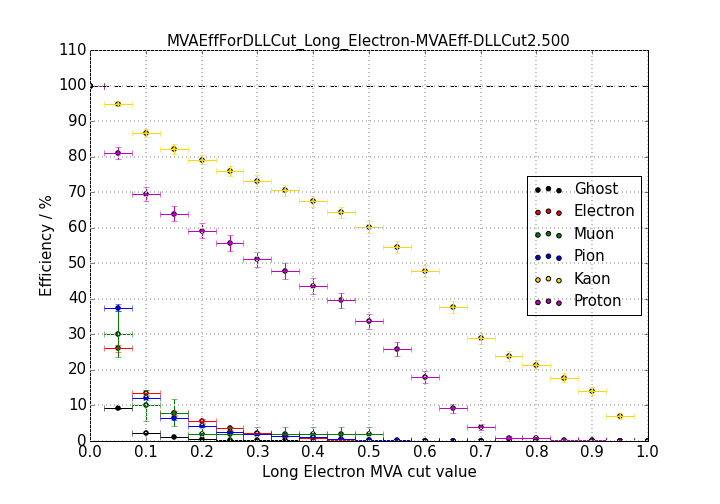 MVAEffForDLLCut_Long_Electron-MVAEff-DLLCut2.500
110
100
90
80
70
60
50
40
30
20
10
0
Efficiency / %
Ghost
Electron
Muon
Pion
Kaon
Proton
0.0 0.1 0.2 0.3 0.4 0.5 0.6 0.7 0.8 0.9 1.0
Long Electron MVA cut value